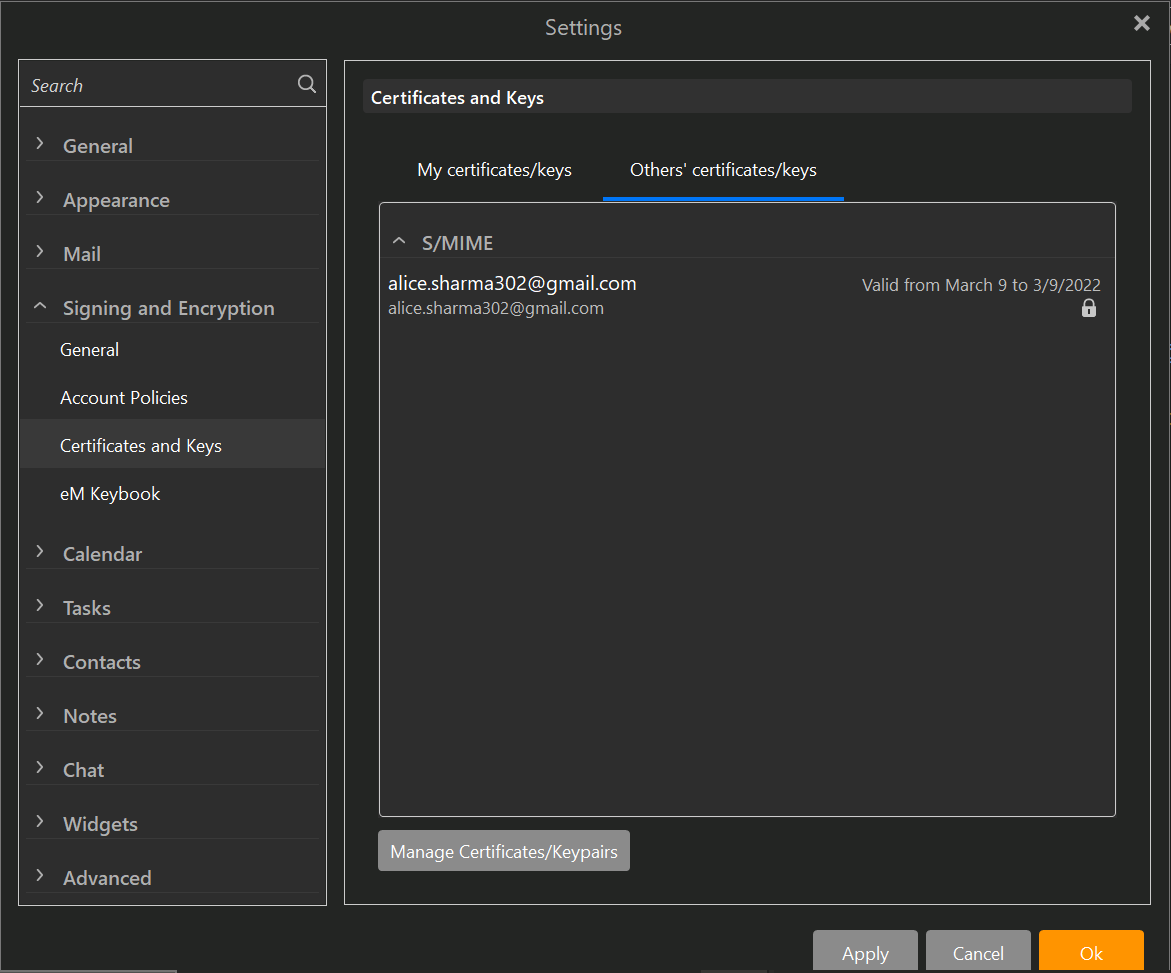 Settings
Search
General
Appearance
Mail
Signing and Encryption
General
Account Policies
Certificates and Keys
eM Keybook
Calendar
Tasks
Contacts
Notes
Chat
Widgets
Advanced
Certificates and Keys
My certificates/keys
Others' certificates/keys
S/MIME
alice.sharma302@gmail.com
Valid from March 9 to 3/9/2022
alice.sharma302@gmail.com
Manage Certificates/Keypairs
Apply
Cancel
Ok